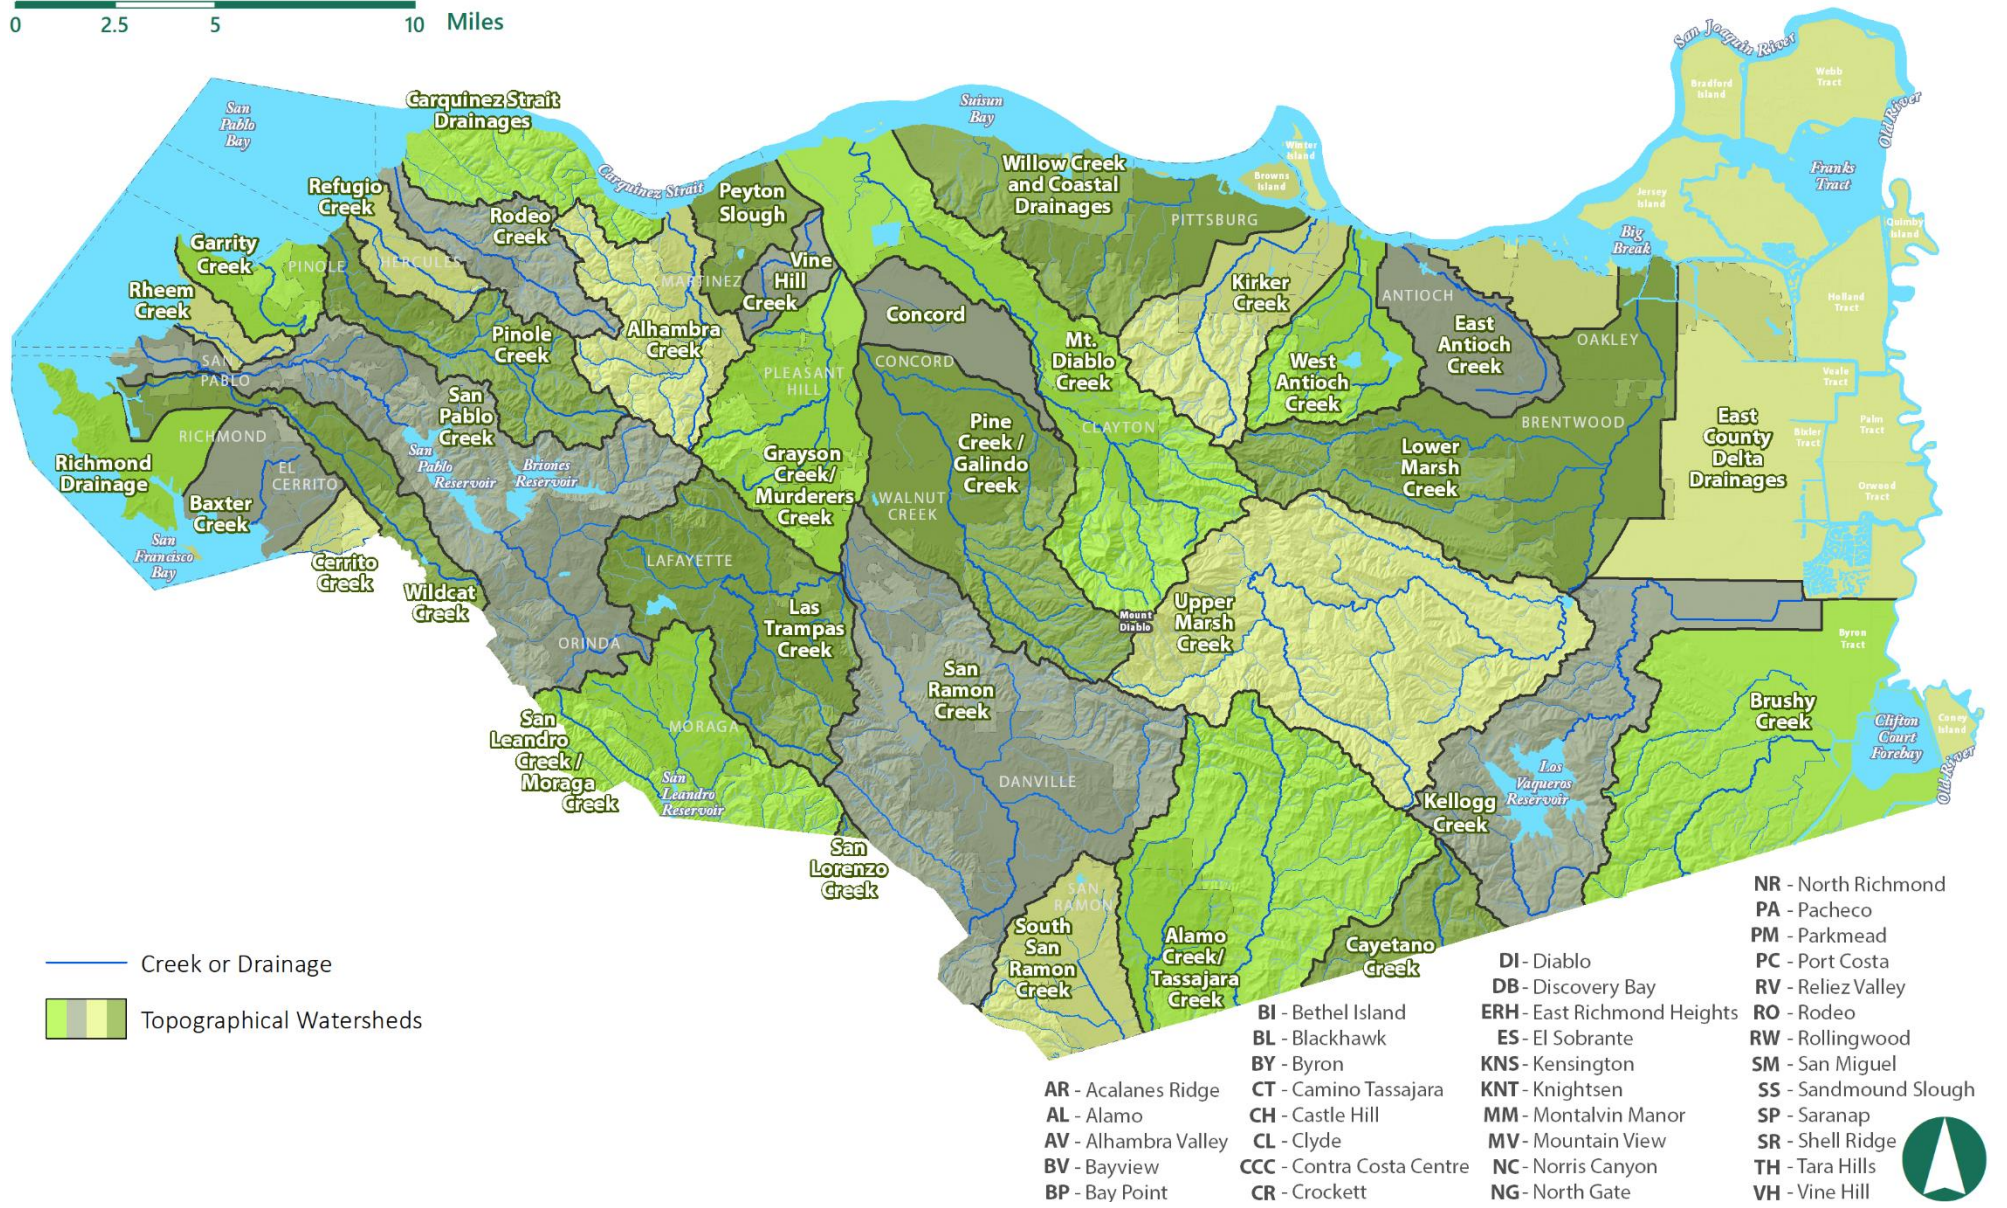 0 2.5 5 10 Miles
San Joaquin River
Bradford
Island
Webb
Tract
Old River
San
Pablo
Bay
Carquinez Strait
Drainages
Suisun
Bay
Carquinez Strait
Winter
Island
Browns
Island
Franks
Tract
Jersey
Island
Quimby
Island
Big
Break
Refugio
Creek
Rodeo
Creek
Peyton
Slough
Willow Creek
and Coastal
Drainages
PITTSBURG
Garrity
Creek
PINOLE
HERCULES
MARTINEZ
Vine
Hill
Creek
Kirker
Creek
ANTIOCH
Holland
Tract
Rheem
Creek
Pinole
Creek
Alhambra
Creek
Concord
CONCORD
Mt.
Diablo
Creek
West
Antioch
Creek
East
Antioch
Creek
OAKLEY
SAN
PABLO
PLEASANT
HILL
Veale
Tract
San
Pablo
Creek
RICHMOND
EL
CERRITO
Pine
Creek /
Galindo
Creek
CLAYTON
BRENTWOOD
East
County
Delta
Drainages
Palm
Tract
Bixler
Tract
Orwood
Tract
Richmond
Drainage
Baxter
Creek
San
Pablo
Reservoir
Briones
Reservoir
Grayson
Creek/
Murderers
Creek
WALNUT
CREEK
Lower
Marsh
Creek
San
Francisco
Bay
Cerrito
Creek
Wildcat
Creek
LAFAYETTE
Las
Trampas
Creek
ORINDA
Mount
Diablo
Upper
Marsh
Creek
Byron
Tract
San
Ramon
Creek
Brushy
Creek
Clifton
Court
Forebay
Coney
Island
Old River
San
Leandro
Creek /
Moraga
Creek
MORAGA
San
Leandro
Reservoir
DANVILLE
Los
Vaqueros
Reservoir
Kellogg
Creek
San
Lorenzo
Creek
SAN
RAMON
South
San
Ramon
Creek
Alamo
Creek/
Tassajara
Creek
Cayetano
Creek
Creek or Drainage
Topographical Watersheds
AR - Acalanes Ridge
AL - Alamo
AV - Alhambra Valley
BV - Bayview
BP - Bay Point
BI - Bethel Island
BL - Blackhawk
BY - Byron
CT - Camino Tassajara
CH - Castle Hill
CL - Clyde
CCC - Contra Costa Centre
CR - Crockett
DI - Diablo
DB - Discovery Bay
ERH - East Richmond Heights
ES - El Sobrante
KNS - Kensington
KNT - Knightsen
MM - Montalvin Manor
MV - Mountain View
NC - Norris Canyon
NG - North Gate
NR - North Richmond
PA - Pacheco
PM - Parkmead
PC - Port Costa
RV - Reliez Valley
RO - Rodeo
RW - Rollingwood
SM - San Miguel
SS - Sandmound Slough
SP - Saranap
SR - Shell Ridge
TH - Tara Hills
VH - Vine Hill